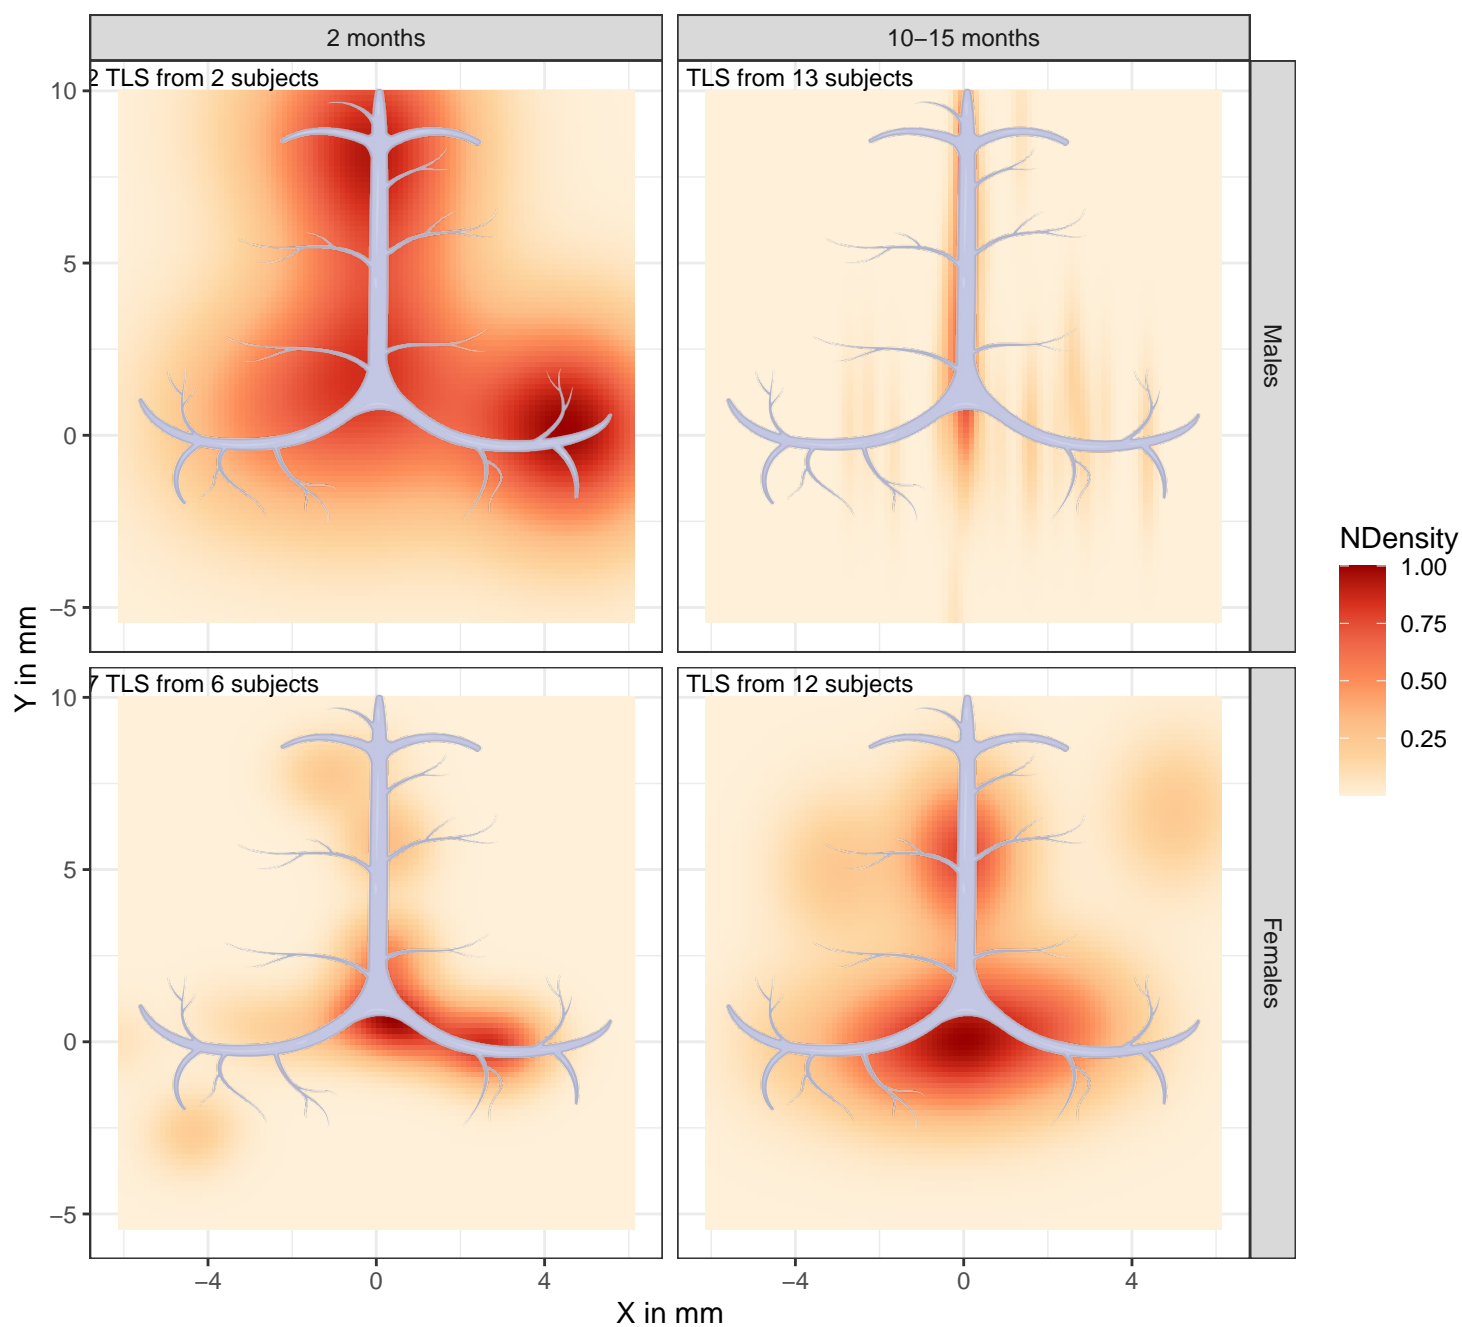 2 months
10−15 months
2 TLS from 2 subjects
TLS from 13 subjects
10
5
0
−5
Males
7 TLS from 6 subjects
TLS from 12 subjects
10
5
0
−5
Females
Y in mm
−4
0
4
−4
0
4
X in mm
NDensity
1.00
0.75
0.50
0.25